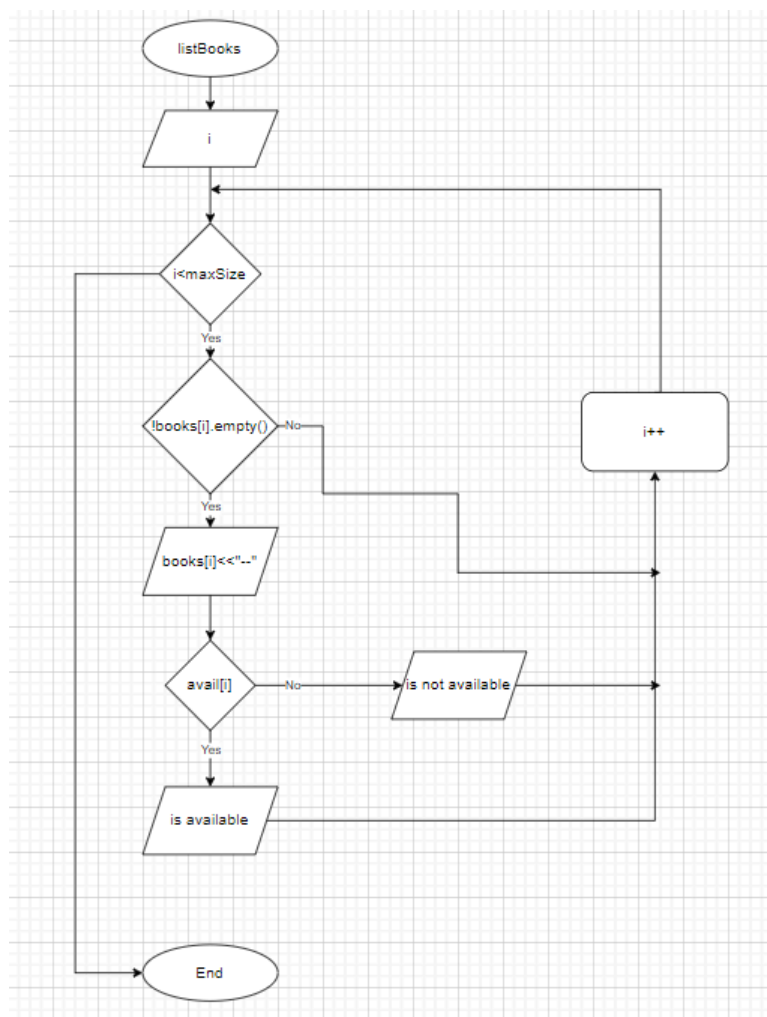 listBooks
i
i<maxSize
Yes
!books[i].empty()
No
i++
Yes
books[i]<<"--"
avail[i]
No
is not available
Yes
is available
End